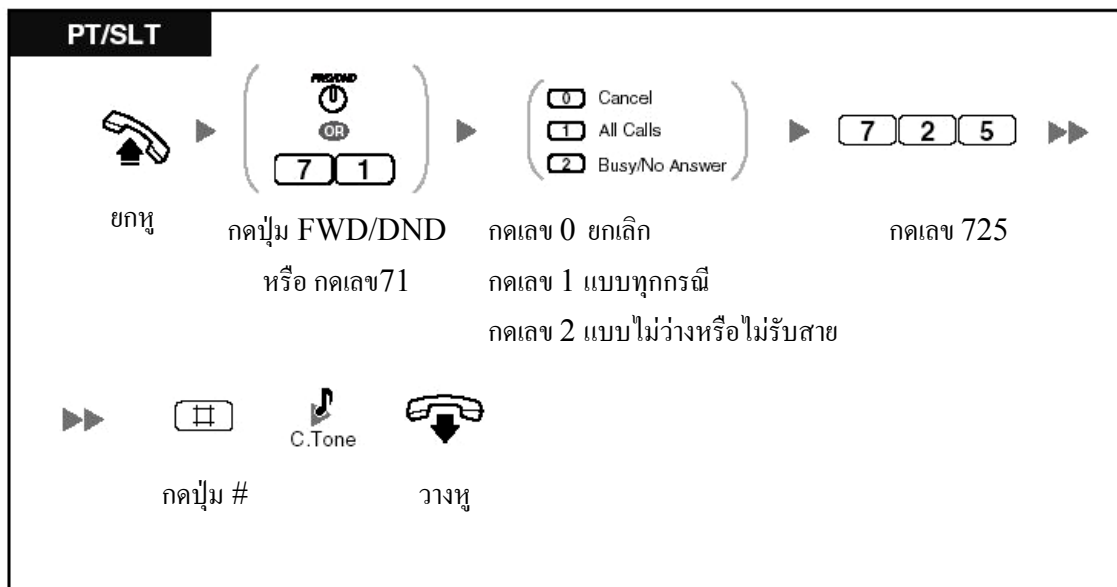 PT/SLT
FWD/DND
OR
7 1
0 Cancel
1 All Calls
2 Busy/No Answer
7 2 5
ยกหู
กดปุ่ม FWD/DND
หรือ กดเลข71
กดเลข 0 ยกเลิก
กดเลข 1 แบบทุกกรณี
กดเลข 2 แบบไม่ว่างหรือไม่รับสาย
กดเลข 725
#
C.Tone
กดปุ่ม #
วางหู